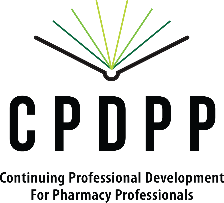 CPDPP
Continuing Professional Development
For Pharmacy Professionals